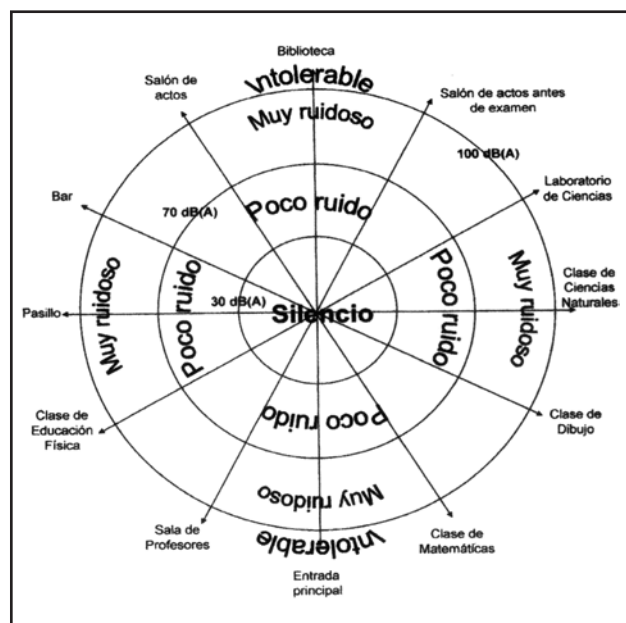 Biblioteca
Intolerable
Salón de
actos
Salón de actos antes
de examen
Muy ruidoso
100 dB(A)
Laboratorio
de Ciencias
Bar
70 dB(A)
Poco ruido
Muy ruidoso
Poco ruido
Poco ruido
Muy ruidoso
Clase de
Ciencias
Naturales
30 dB(A)
Pasillo
Silencio
Clase de
Educación
Física
Clase de
Dibujo
Poco ruido
Muy ruidoso
Sala de
Profesores
Clase de
Matemáticas
Intolerable
Entrada
principal